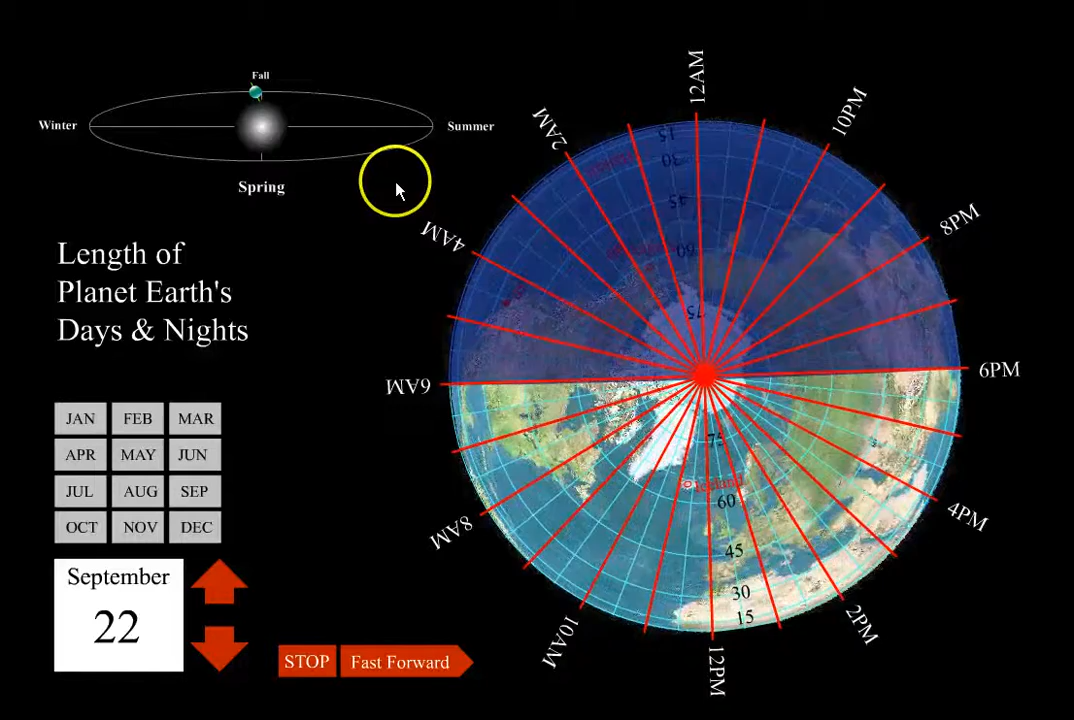 Fall
Winter
Summer
Spring
Length of
Planet Earth's
Days & Nights
JAN
FEB
MAR
APR
MAY
JUN
JUL
AUG
SEP
OCT
NOV
DEC
September
22
STOP
Fast Forward
12AM
2AM
10PM
4AM
8PM
6AM
6PM
8AM
4PM
10AM
2PM
12PM
15
30
45
60
75
75
Iceland
60
45
30
15